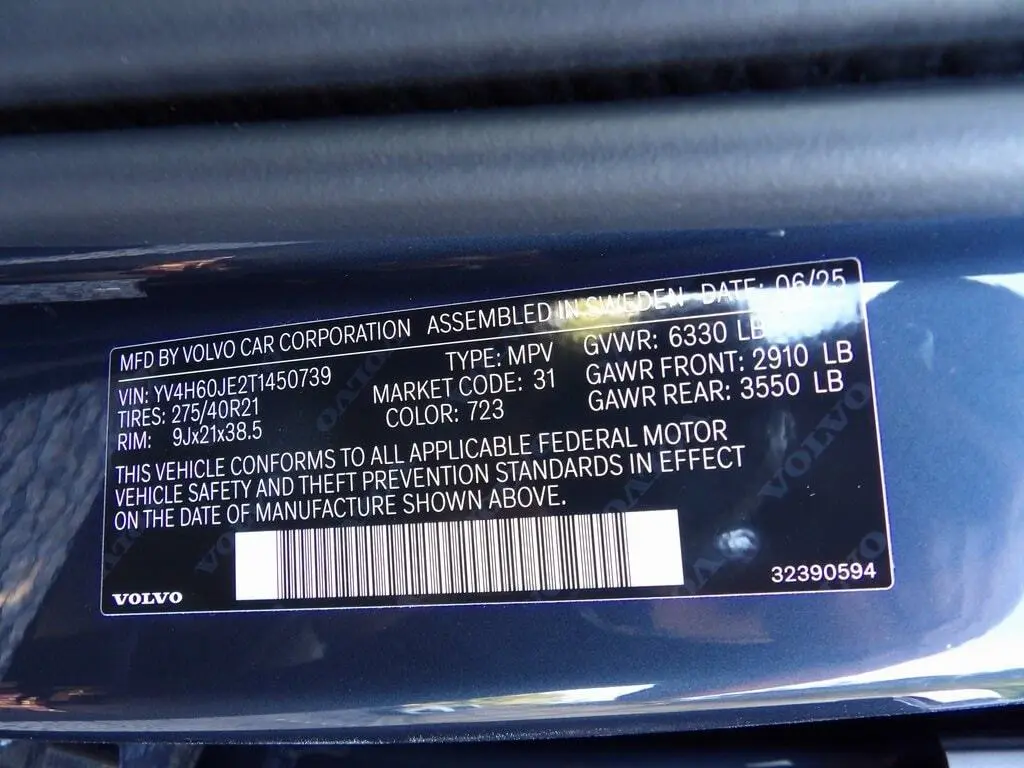 MFD BY VOLVO CAR CORPORATION ASSEMBLED IN SWEDEN DATE: 06/25
VIN: YV4H60JE2T1450739 TYPE: MPV GVWR: 6330 LB
TIRES: 275/40R21 MARKET CODE: 31 GAWR FRONT: 2910 LB
RIM: 9Jx21x38.5 COLOR: 723 GAWR REAR: 3550 LB
THIS VEHICLE CONFORMS TO ALL APPLICABLE FEDERAL MOTOR
VEHICLE SAFETY AND THEFT PREVENTION STANDARDS IN EFFECT
ON THE DATE OF MANUFACTURE SHOWN ABOVE.
VOLVO 32390594